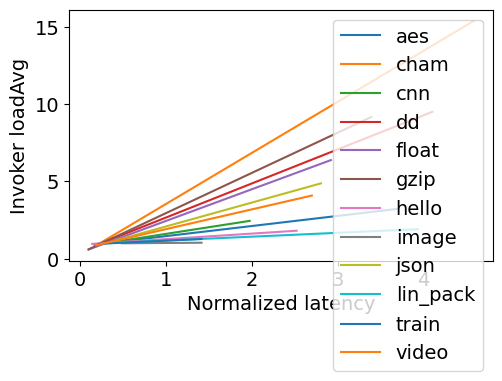 15
10
5
0
Invoker loadAvg
0 1 2 3 4
Normalized latency
aes
cham
cnn
dd
float
gzip
hello
image
json
lin_pack
train
video